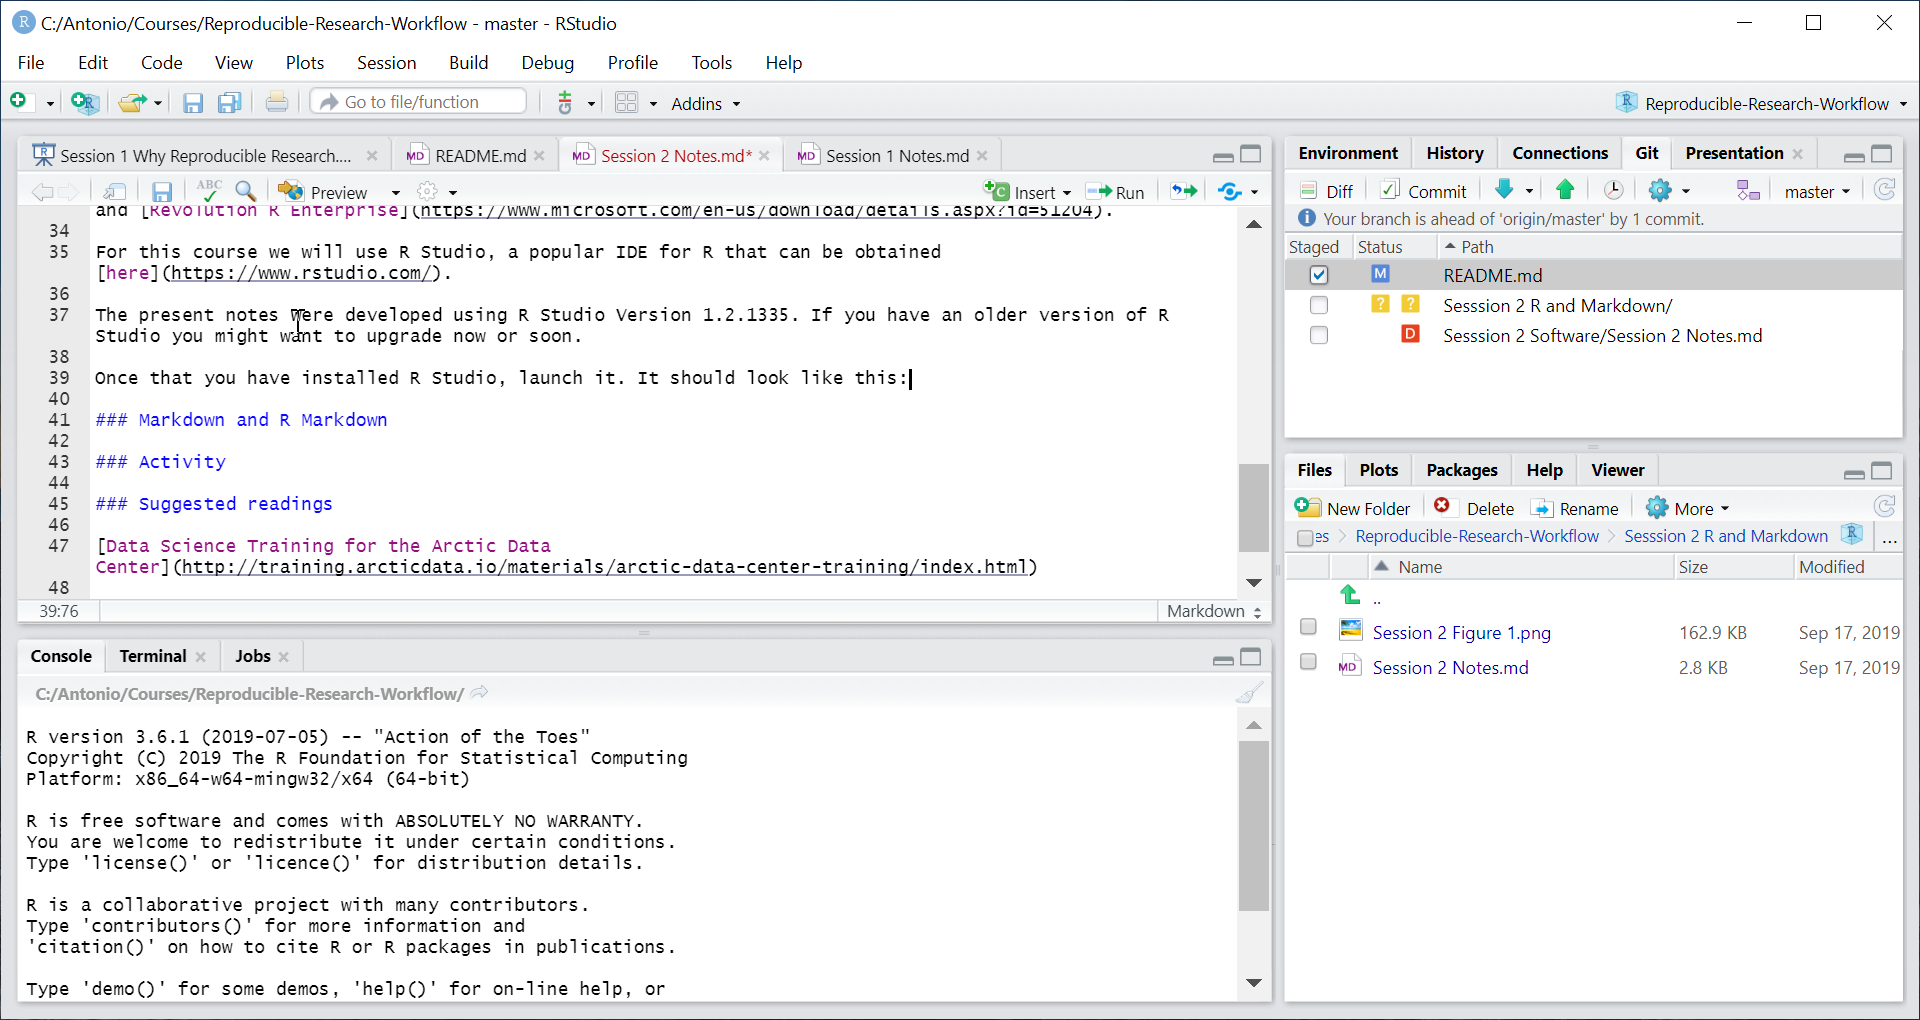 C:/Antonio/Courses/Reproducible-Research-Workflow - master - RStudio
File Edit Code View Plots Session Build Debug Profile Tools Help
Go to file/function Addins Reproducible-Research-Workflow
Session 1 Why Reproducible Research.... README.md Session 2 Notes.md* Session 1 Notes.md
ABC Preview Insert Run
and [Revolution R Enterprise](https://www.microsoft.com/en-us/download/details.aspx?id=51204).
34
35 For this course we will use R Studio, a popular IDE for R that can be obtained
[here](https://www.rstudio.com/).
36
37 The present notes were developed using R Studio Version 1.2.1335. If you have an older version of R
Studio you might want to upgrade now or soon.
38
39 Once that you have installed R Studio, launch it. It should look like this:
40
41 ### Markdown and R Markdown
42
43 ### Activity
44
45 ### Suggested readings
46
47 [Data Science Training for the Arctic Data
Center](http://training.arcticdata.io/materials/arctic-data-center-training/index.html)
48
39:76 Markdown
Console Terminal Jobs
C:/Antonio/Courses/Reproducible-Research-Workflow/
R version 3.6.1 (2019-07-05) -- "Action of the Toes"
Copyright (C) 2019 The R Foundation for Statistical Computing
Platform: x86_64-w64-mingw32/x64 (64-bit)
R is free software and comes with ABSOLUTELY NO WARRANTY.
You are welcome to redistribute it under certain conditions.
Type 'license()' or 'licence()' for distribution details.
R is a collaborative project with many contributors.
Type 'contributors()' for more information and
'citation()' on how to cite R or R packages in publications.
Type 'demo()' for some demos, 'help()' for on-line help, or
Environment History Connections Git Presentation
Diff Commit master
Your branch is ahead of 'origin/master' by 1 commit.
Staged Status Path
M README.md
? ? Sesssion 2 R and Markdown/
D Sesssion 2 Software/Session 2 Notes.md
Files Plots Packages Help Viewer
New Folder Delete Rename More
es Reproducible-Research-Workflow Sesssion 2 R and Markdown ...
Name Size Modified
..
Session 2 Figure 1.png 162.9 KB Sep 17, 2019
MD Session 2 Notes.md 2.8 KB Sep 17, 2019